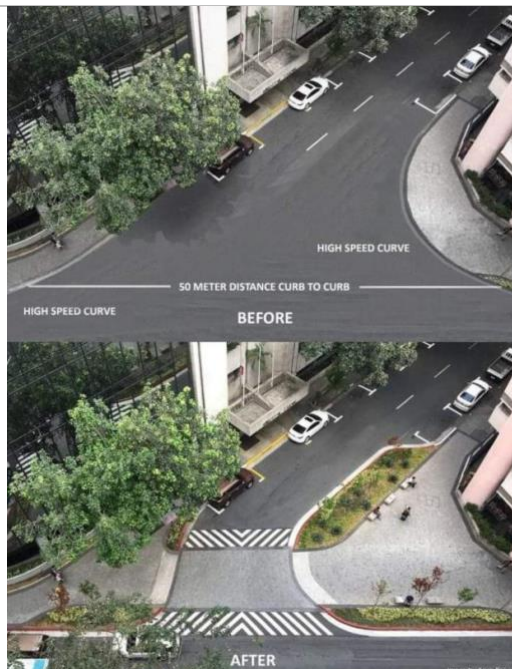 HIGH SPEED CURVE
50 METER DISTANCE CURB TO CURB
HIGH SPEED CURVE
BEFORE
AFTER